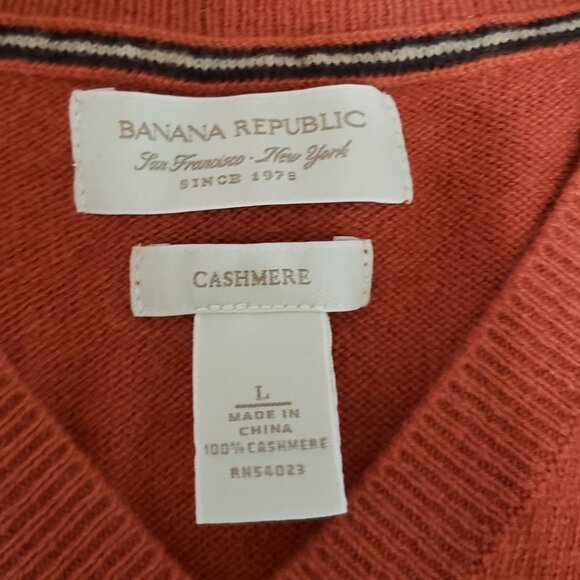 BANANA REPUBLIC
San Francisco · New York
SINCE 1978
CASHMERE
L
MADE IN
CHINA
100% CASHMERE
RN54023